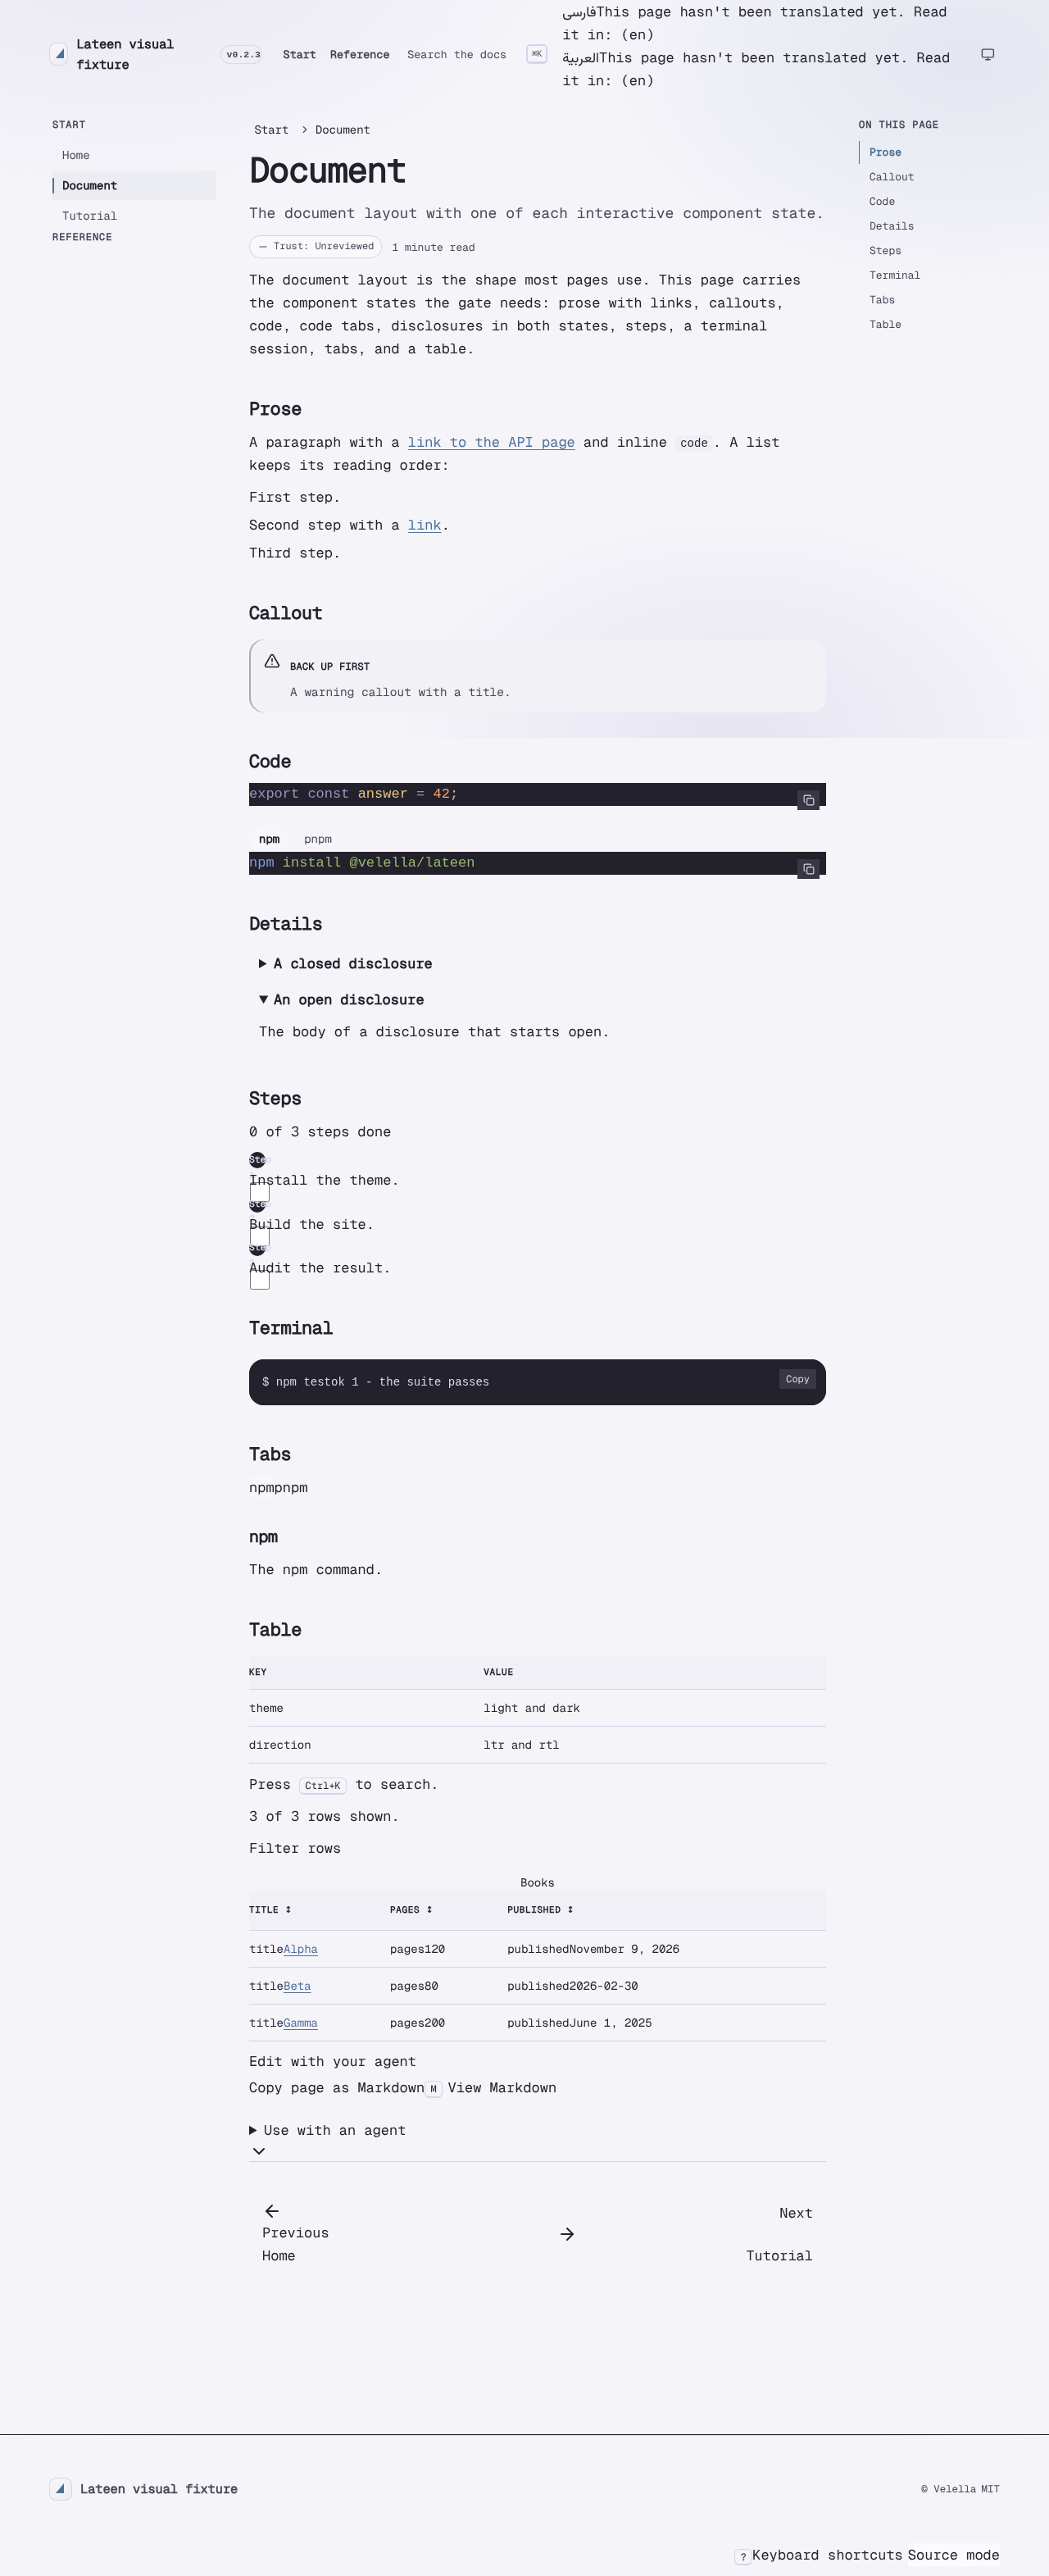 Lateen visual
fixture
v0.2.3
Start
Reference
Search the docs
⌘K
فارسیThis page hasn't been translated yet. Read
it in: (en)
العربيةThis page hasn't been translated yet. Read
it in: (en)
START
Home
Document
Tutorial
REFERENCE
Start > Document
Document
The document layout with one of each interactive component state.
— Trust: Unreviewed 1 minute read
The document layout is the shape most pages use. This page carries
the component states the gate needs: prose with links, callouts,
code, code tabs, disclosures in both states, steps, a terminal
session, tabs, and a table.
Prose
A paragraph with a link to the API page and inline code. A list
keeps its reading order:
First step.
Second step with a link.
Third step.
Callout
BACK UP FIRST
A warning callout with a title.
Code
export const answer = 42;
npm pnpm
npm install @velella/lateen
Details
A closed disclosure
An open disclosure
The body of a disclosure that starts open.
Steps
0 of 3 steps done
Step
Install the theme.
Step
Build the site.
Step
Audit the result.
Terminal
$ npm testok 1 - the suite passes
Copy
Tabs
npmpnpm
npm
The npm command.
Table
KEY VALUE
theme light and dark
direction ltr and rtl
Press Ctrl+K to search.
3 of 3 rows shown.
Filter rows
Books
TITLE ↕ PAGES ↕ PUBLISHED ↕
titleAlpha pages120 publishedNovember 9, 2026
titleBeta pages80 published2026-02-30
titleGamma pages200 publishedJune 1, 2025
Edit with your agent
Copy page as Markdown M View Markdown
Use with an agent
Previous
Home
Next
Tutorial
ON THIS PAGE
Prose
Callout
Code
Details
Steps
Terminal
Tabs
Table
Lateen visual fixture
© Velella MIT
? Keyboard shortcuts Source mode